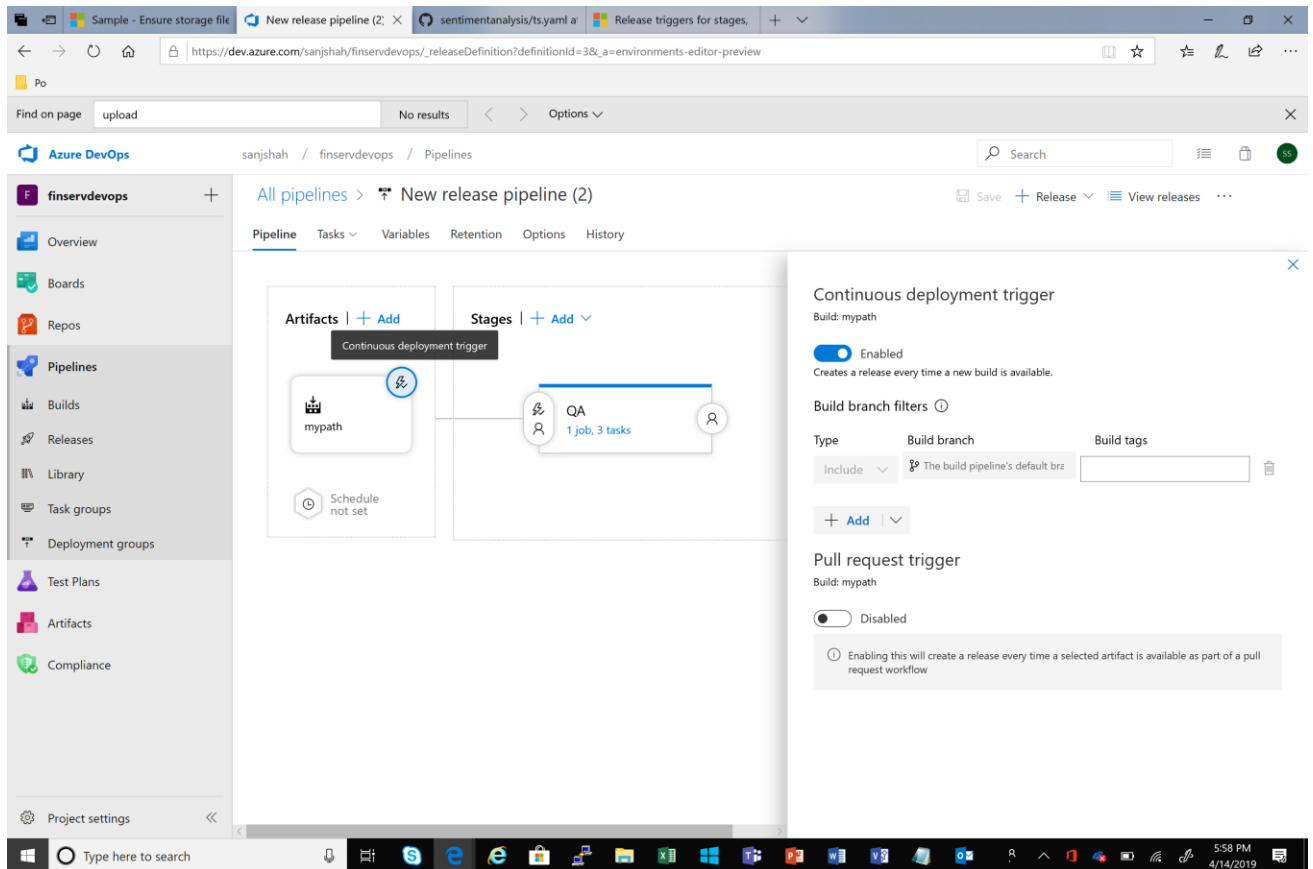 Sample - Ensure storage file
New release pipeline (2)
sentimentanalysis/ts.yaml a
Release triggers for stages,
https://dev.azure.com/sanjshah/finservdevops/_releaseDefinition?definitionId=3&_a=environments-editor-preview
Po
Find on page upload No results Options
Azure DevOps
sanjshah / finservdevops / Pipelines
Search
SS
F finservdevops
All pipelines > New release pipeline (2)
Save + Release View releases ...
Pipeline Tasks Variables Retention Options History
Overview
Boards
Repos
Pipelines
Builds
Releases
Library
Task groups
Deployment groups
Test Plans
Artifacts
Compliance
Project settings
Artifacts | + Add
Stages | + Add
Continuous deployment trigger
mypath
QA
1 job, 3 tasks
Schedule
not set
Continuous deployment trigger
Build: mypath
Enabled
Creates a release every time a new build is available.
Build branch filters
Type Build branch Build tags
Include The build pipeline's default bra
+ Add
Pull request trigger
Build: mypath
Disabled
Enabling this will create a release every time a selected artifact is available as part of a pull
request workflow
Type here to search
5:58 PM
4/14/2019